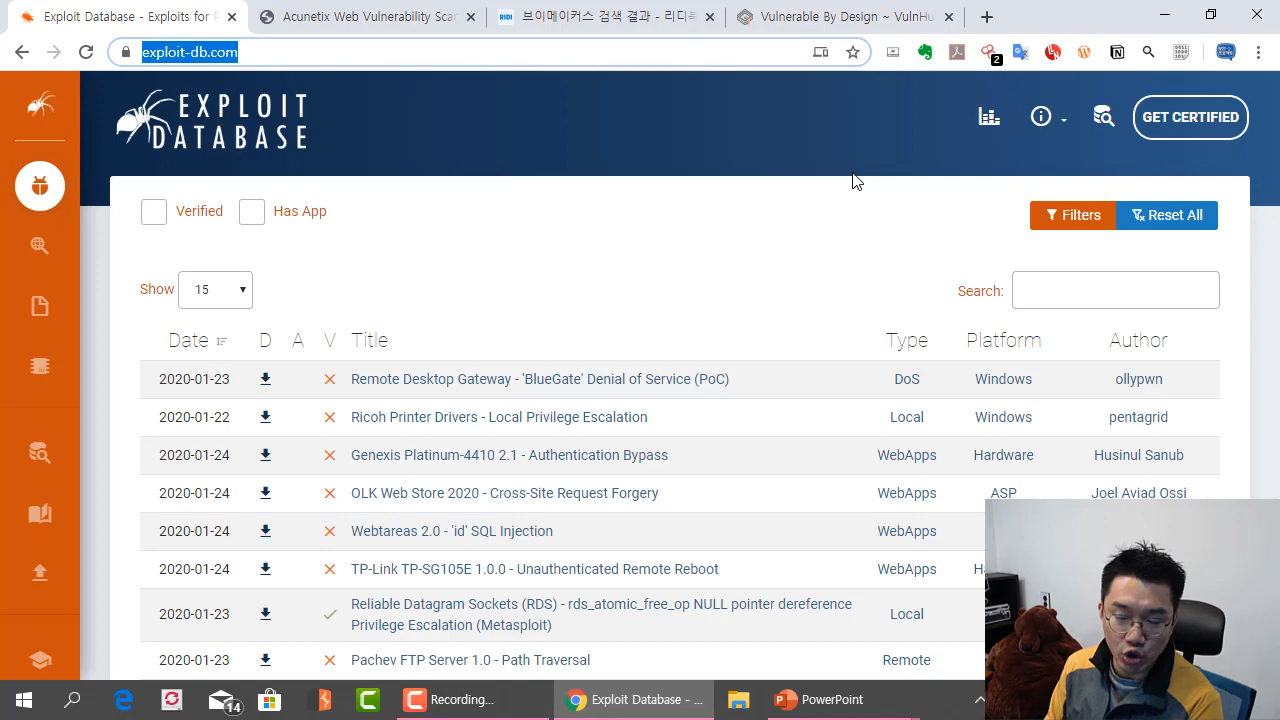 Exploit Database - Exploits for P
Acunetix Web Vulnerability Scan
RIDI 브이메이커스 검색 결과 - 리디북
Vulnerable By Design ~ VulnHu
exploit-db.com
2
EXPLOIT
DATABASE
GET CERTIFIED
Verified
Has App
Filters
Reset All
Show 15
Search:
Date D A V Title Type Platform Author
2020-01-23 Remote Desktop Gateway - 'BlueGate' Denial of Service (PoC) DoS Windows ollypwn
2020-01-22 Ricoh Printer Drivers - Local Privilege Escalation Local Windows pentagrid
2020-01-24 Genexis Platinum-4410 2.1 - Authentication Bypass WebApps Hardware Husinul Sanub
2020-01-24 OLK Web Store 2020 - Cross-Site Request Forgery WebApps ASP Joel Aviad Ossi
2020-01-24 Webtareas 2.0 - 'id' SQL Injection WebApps
2020-01-24 TP-Link TP-SG105E 1.0.0 - Unauthenticated Remote Reboot WebApps
2020-01-23 Reliable Datagram Sockets (RDS) - rds_atomic_free_op NULL pointer dereference Local
Privilege Escalation (Metasploit)
2020-01-23 Pachev FTP Server 1.0 - Path Traversal Remote
14
Recording...
Exploit Database - ...
PowerPoint